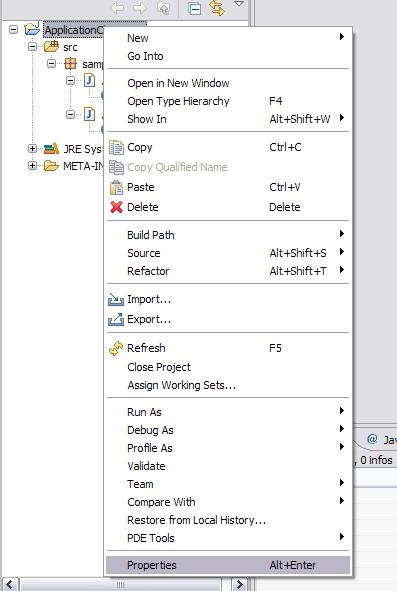 ApplicationC
src
sam
JRE Sys
META-IN
New
Go Into
Open in New Window
Open Type Hierarchy F4
Show In Alt+Shift+W
Copy Ctrl+C
Copy Qualified Name
Paste Ctrl+V
Delete Delete
Build Path
Source Alt+Shift+S
Refactor Alt+Shift+T
Import...
Export...
Refresh F5
Close Project
Assign Working Sets...
Run As
Debug As
Profile As
Validate
Team
Compare With
Restore from Local History...
PDE Tools
Properties Alt+Enter
@ Jav
, 0 infos